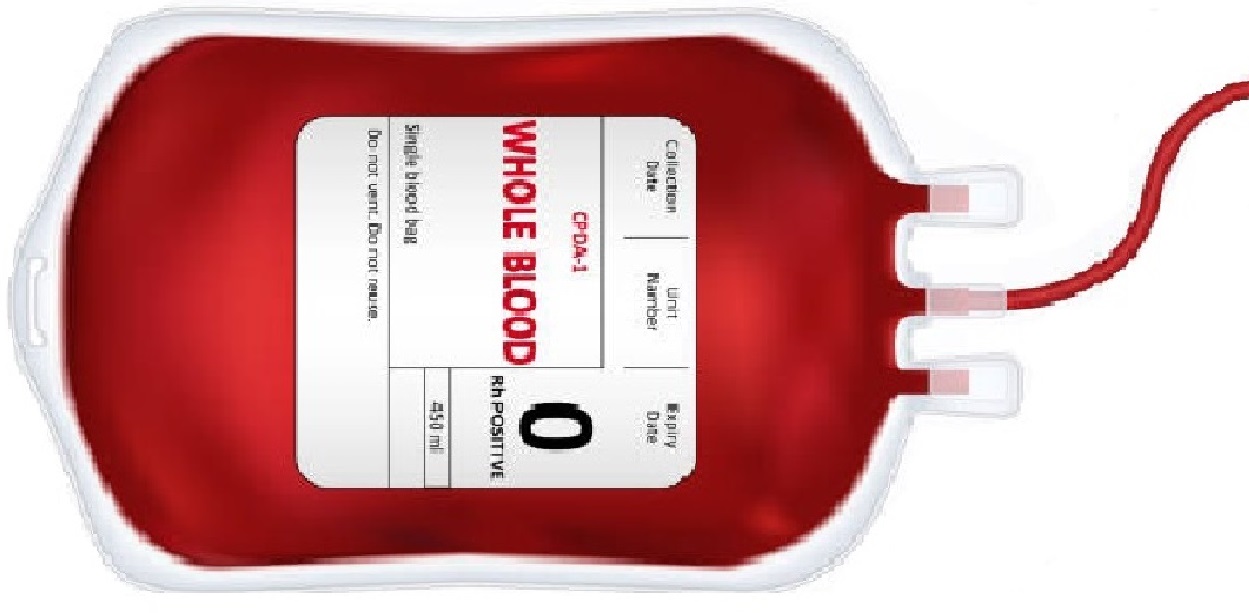 Collection
Date
Unit
Number
Expiry
Date
CPDA-1
WHOLE BLOOD
O
Rh POSITIVE
Single blood bag
450 ml
Do not vent. Do not reuse.